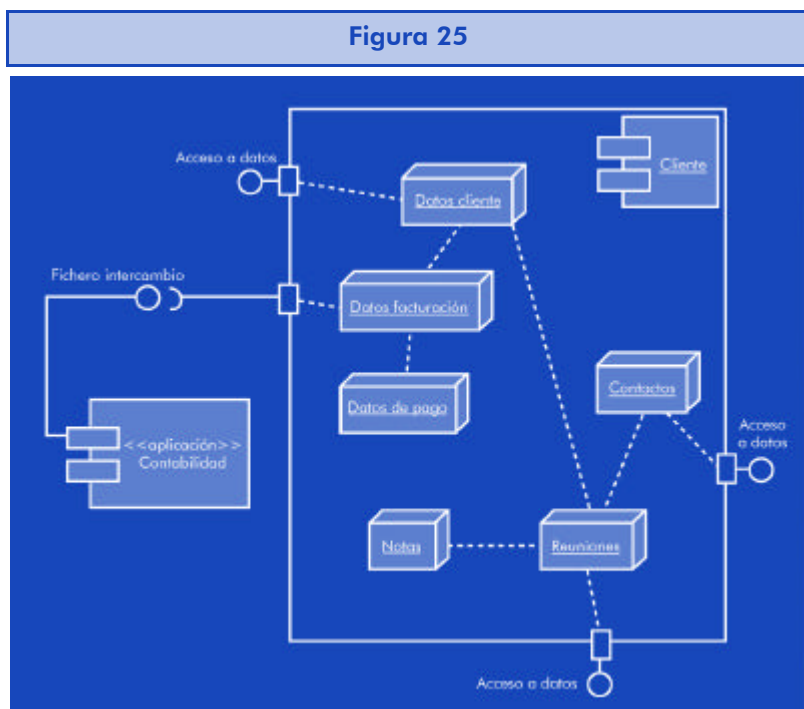 Figura 25
Acceso a datos
Cliente
Datos cliente
Fichero intercambio
Datos facturación
Datos de pago
Contactos
Acceso
a datos
<<aplicación>>
Contabilidad
Notas
Reuniones
Acceso a datos